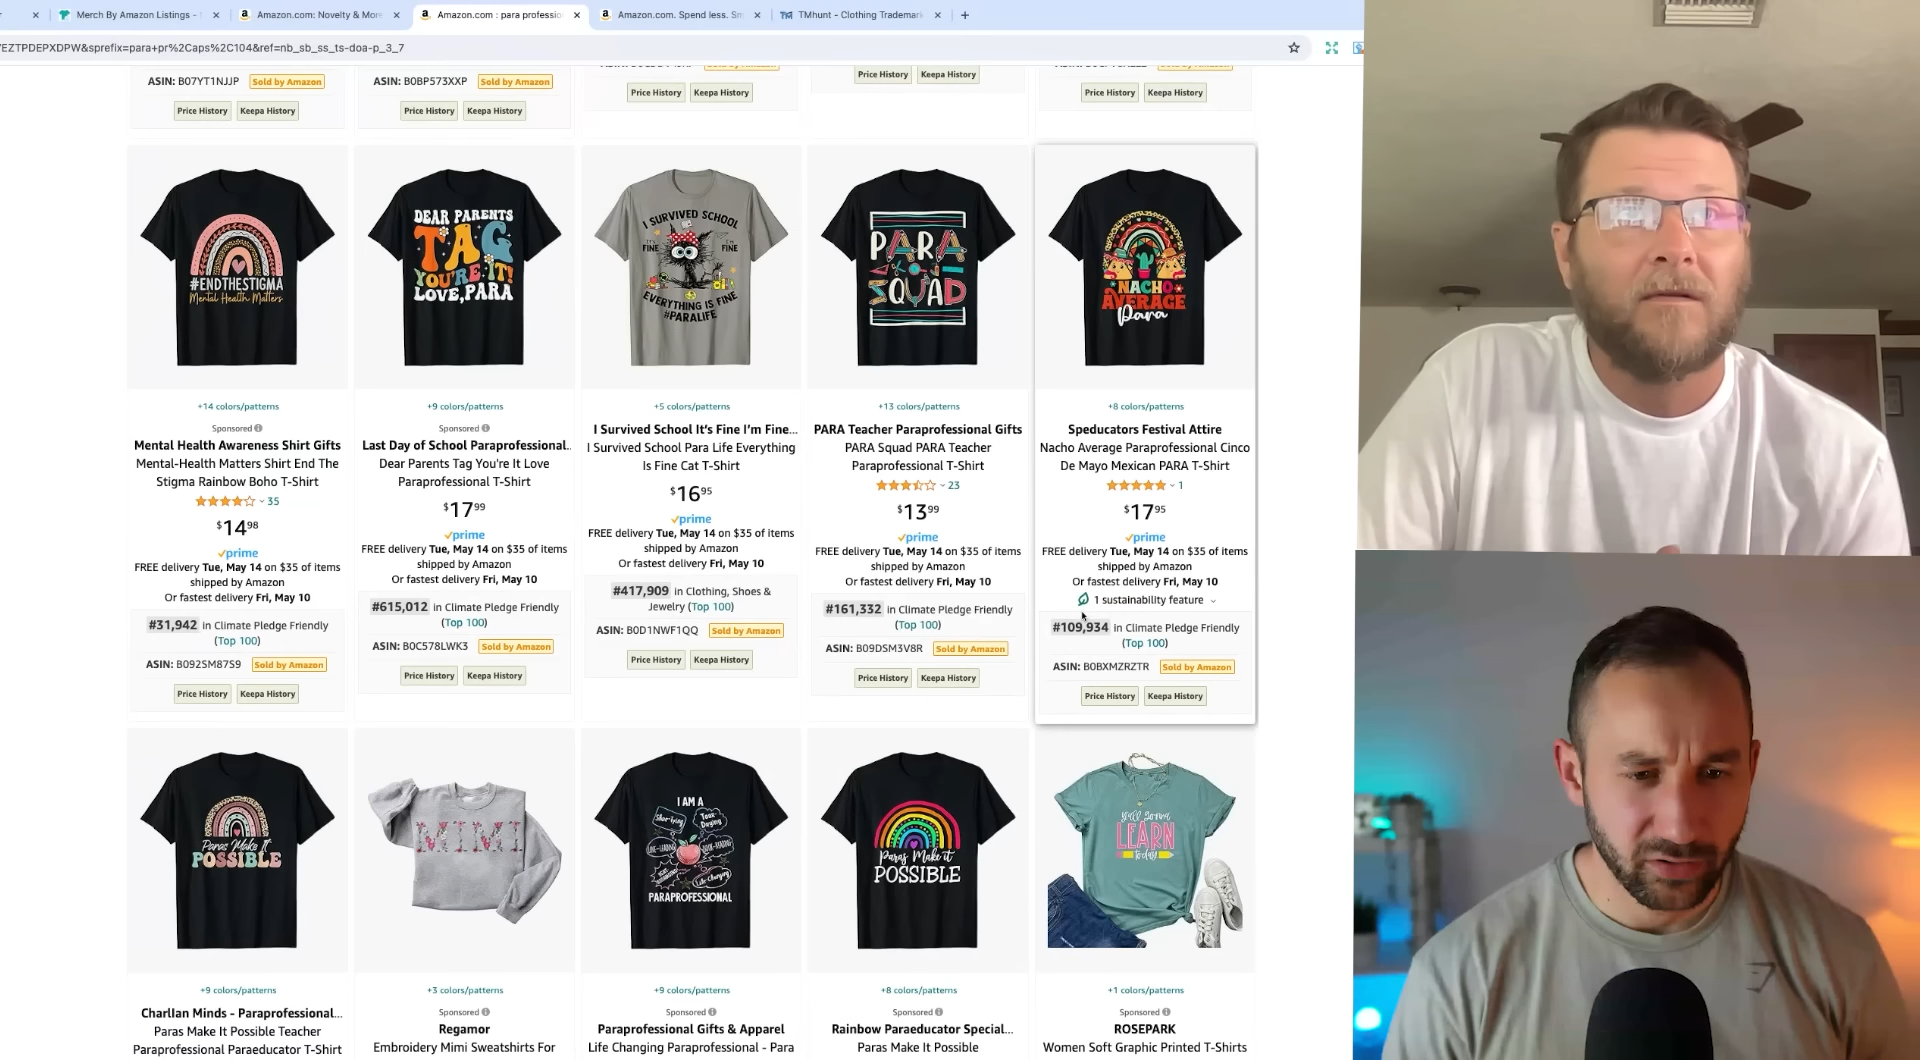 Merch By Amazon Listings -
Amazon.com: Novelty & More
Amazon.com : para professio
Amazon.com. Spend less. Sm
TMhunt - Clothing Trademar
EZTPDEPXDPW&sprefix=para+pr%2Caps%2C104&ref=nb_sb_ss_ts-doa-p_3_7
ASIN: B07YT1NJJP Sold by Amazon
Price History Keepa History
ASIN: B0BP573XXP Sold by Amazon
Price History Keepa History
Price History Keepa History
Price History Keepa History
Price History Keepa History
#ENDTHESTIGMA
Mental Health Matters
+14 colors/patterns
Sponsored
Mental Health Awareness Shirt Gifts
Mental-Health Matters Shirt End The
Stigma Rainbow Boho T-Shirt
35
$14.98
prime
FREE delivery Tue, May 14 on $35 of items
shipped by Amazon
Or fastest delivery Fri, May 10
#31,942 in Climate Pledge Friendly
(Top 100)
ASIN: B092SM87S9 Sold by Amazon
Price History Keepa History
DEAR PARENTS
TAG
YOU'RE IT!
LOVE, PARA
+9 colors/patterns
Sponsored
Last Day of School Paraprofessional..
Dear Parents Tag You're It Love
Paraprofessional T-Shirt
$17.99
prime
FREE delivery Tue, May 14 on $35 of items
shipped by Amazon
Or fastest delivery Fri, May 10
#615,012 in Climate Pledge Friendly
(Top 100)
ASIN: B0C578LWK3 Sold by Amazon
Price History Keepa History
I SURVIVED SCHOOL
IT'S FINE
I'M FINE
EVERYTHING IS FINE
#PARALIFE
+5 colors/patterns
I Survived School It's Fine I'm Fine...
I Survived School Para Life Everything
Is Fine Cat T-Shirt
$16.95
prime
FREE delivery Tue, May 14 on $35 of items
shipped by Amazon
Or fastest delivery Fri, May 10
#417,909 in Clothing, Shoes &
Jewelry (Top 100)
ASIN: B0D1NWF1QQ Sold by Amazon
Price History Keepa History
PARA
SQUAD
+13 colors/patterns
PARA Teacher Paraprofessional Gifts
PARA Squad PARA Teacher
Paraprofessional T-Shirt
23
$13.99
prime
FREE delivery Tue, May 14 on $35 of items
shipped by Amazon
Or fastest delivery Fri, May 10
#161,332 in Climate Pledge Friendly
(Top 100)
ASIN: B09DSM3V8R Sold by Amazon
Price History Keepa History
NACHO
AVERAGE
Para
+8 colors/patterns
Speducators Festival Attire
Nacho Average Paraprofessional Cinco
De Mayo Mexican PARA T-Shirt
1
$17.95
prime
FREE delivery Tue, May 14 on $35 of items
shipped by Amazon
Or fastest delivery Fri, May 10
1 sustainability feature
#109,934 in Climate Pledge Friendly
(Top 100)
ASIN: B0BXMZRZTR Sold by Amazon
Price History Keepa History
Paras Make It
POSSIBLE
+9 colors/patterns
Charllan Minds - Paraprofessional...
Paras Make It Possible Teacher
Paraprofessional Paraeducator T-Shirt
MIMI
+3 colors/patterns
Sponsored
Regamor
Embroidery Mimi Sweatshirts For
I AM A
PARAPROFESSIONAL
+9 colors/patterns
Sponsored
Paraprofessional Gifts & Apparel
Life Changing Paraprofessional - Para
Paras Make it
POSSIBLE
+8 colors/patterns
Sponsored
Rainbow Paraeducator Special...
Paras Make It Possible
Y'all Gonna
LEARN
today
+1 colors/patterns
Sponsored
ROSEPARK
Women Soft Graphic Printed T-Shirts